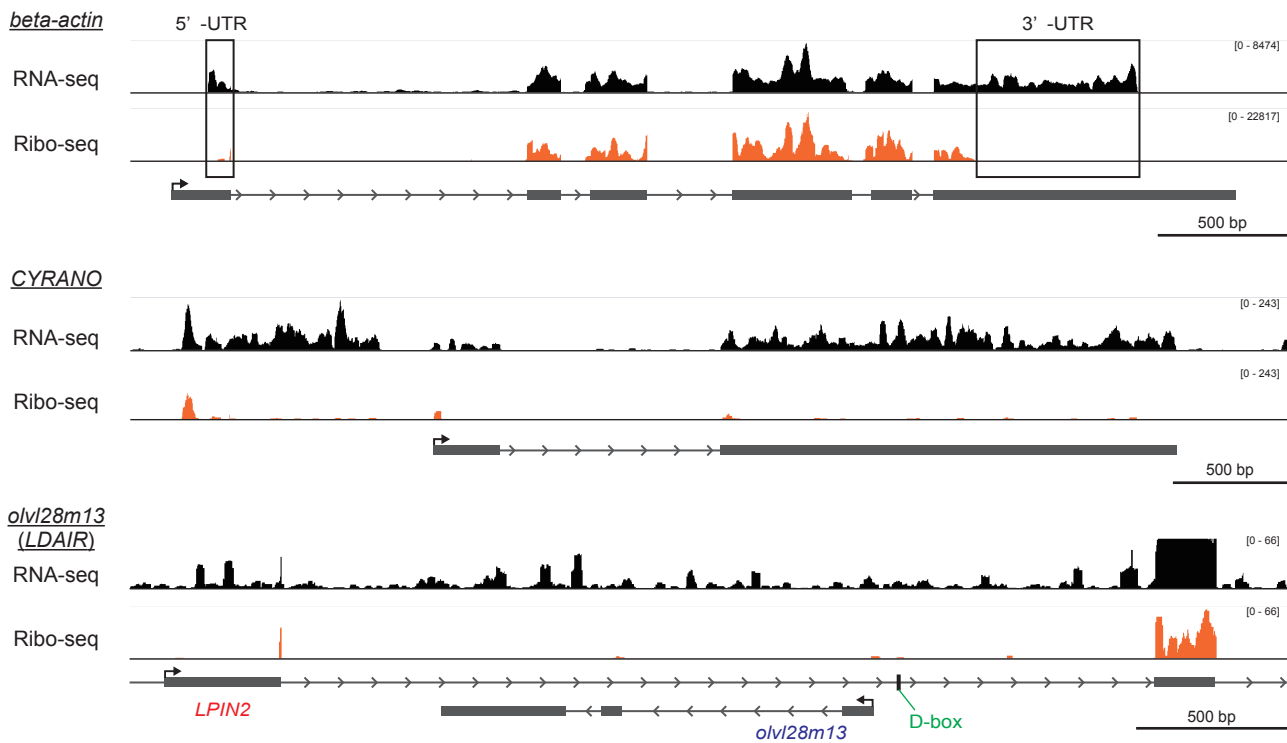 beta-actin
5’ -UTR
3’ -UTR
[0 - 8474]
RNA-seq
[0 - 22817]
Ribo-seq
500 bp
CYRANO
[0 - 243]
RNA-seq
[0 - 243]
Ribo-seq
500 bp
olvl28m13
(LDAIR)
[0 - 66]
RNA-seq
[0 - 66]
Ribo-seq
LPIN2
D-box
500 bp
olvl28m13